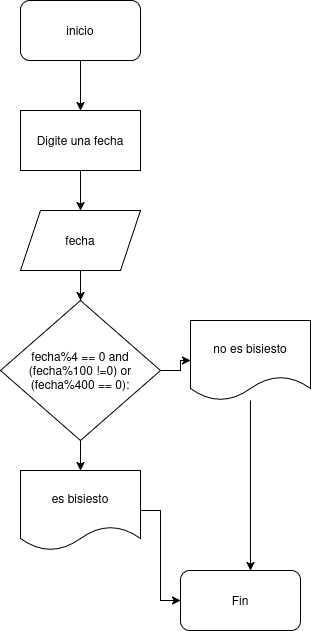 inicio
Digite una fecha
fecha
fecha%4 == 0 and
(fecha%100 !=0) or
(fecha%400 == 0):
no es bisiesto
es bisiesto
Fin